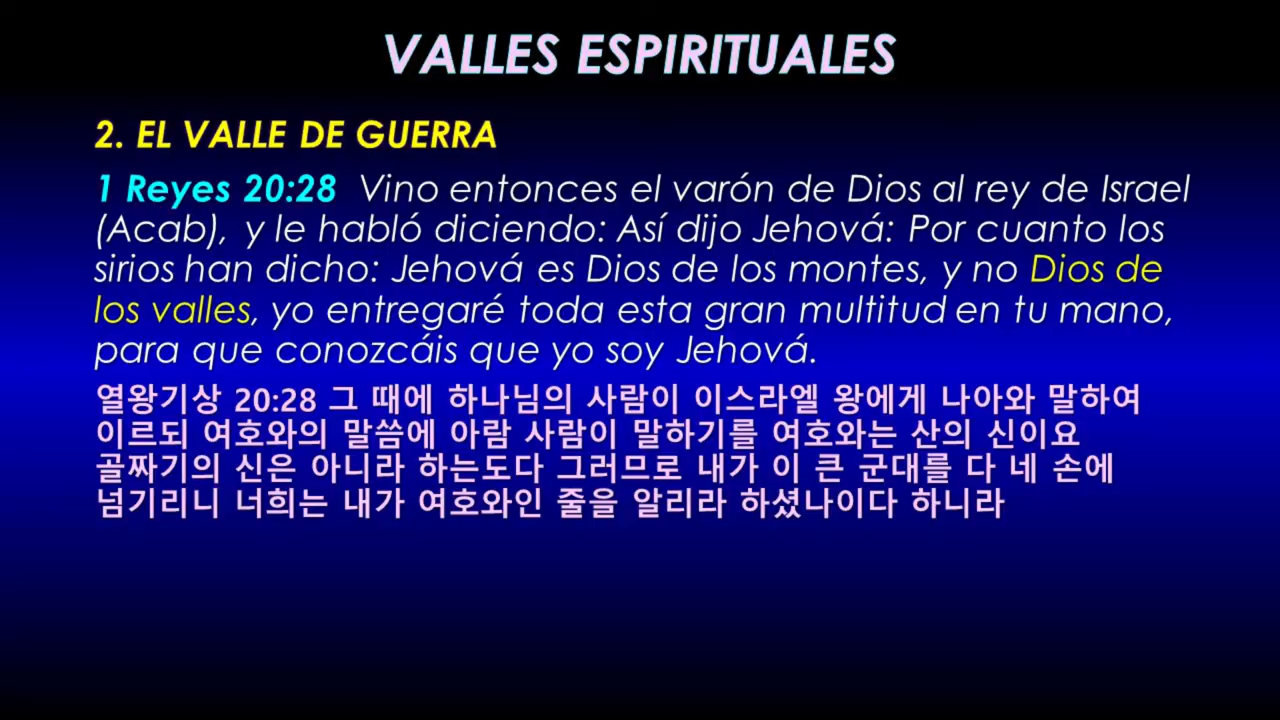 VALLES ESPIRITUALES
2. EL VALLE DE GUERRA
1 Reyes 20:28 Vino entonces el varón de Dios al rey de Israel
(Acab), y le habló diciendo: Así dijo Jehová: Por cuanto los
sirios han dicho: Jehová es Dios de los montes, y no Dios de
los valles, yo entregaré toda esta gran multitud en tu mano,
para que conozcáis que yo soy Jehová.
열왕기상 20:28 그 때에 하나님의 사람이 이스라엘 왕에게 나아와 말하여
이르되 여호와의 말씀에 아람 사람이 말하기를 여호와는 산의 신이요
골짜기의 신은 아니라 하는도다 그러므로 내가 이 큰 군대를 다 네 손에
넘기리니 너희는 내가 여호와인 줄을 알리라 하셨나이다 하니라